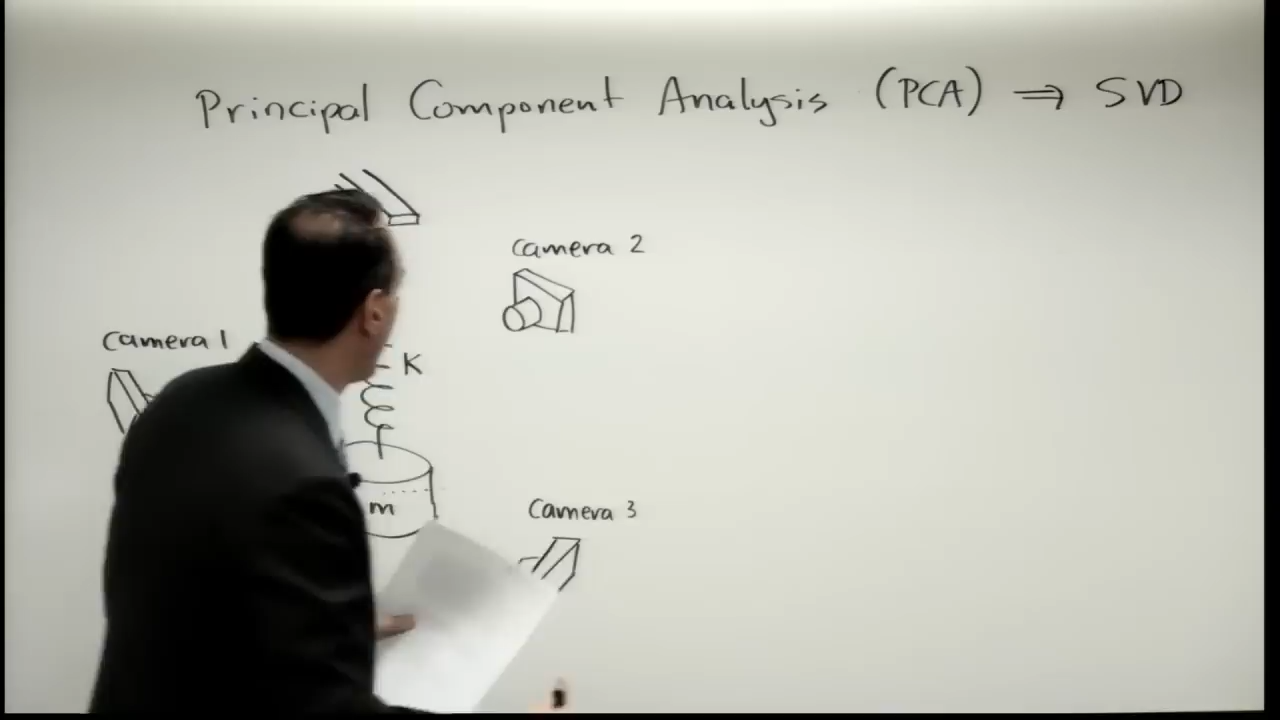 Principal Component Analysis (PCA) ⇒ SVD
camera 2
camera 1
K
m
camera 3